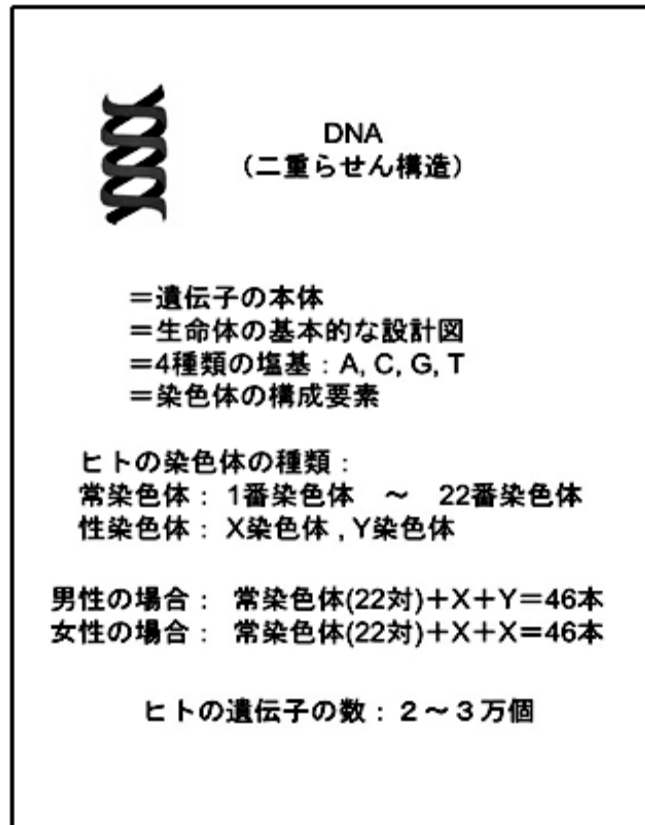 DNA
（二重らせん構造）
＝遺伝子の本体
＝生命体の基本的な設計図
＝4種類の塩基：A, C, G, T
＝染色体の構成要素
ヒトの染色体の種類：
常染色体： 1番染色体　～　22番染色体
性染色体： X染色体 , Y染色体
男性の場合： 常染色体(22対)＋X＋Y＝46本
女性の場合： 常染色体(22対)＋X＋X＝46本
ヒトの遺伝子の数：２～３万個